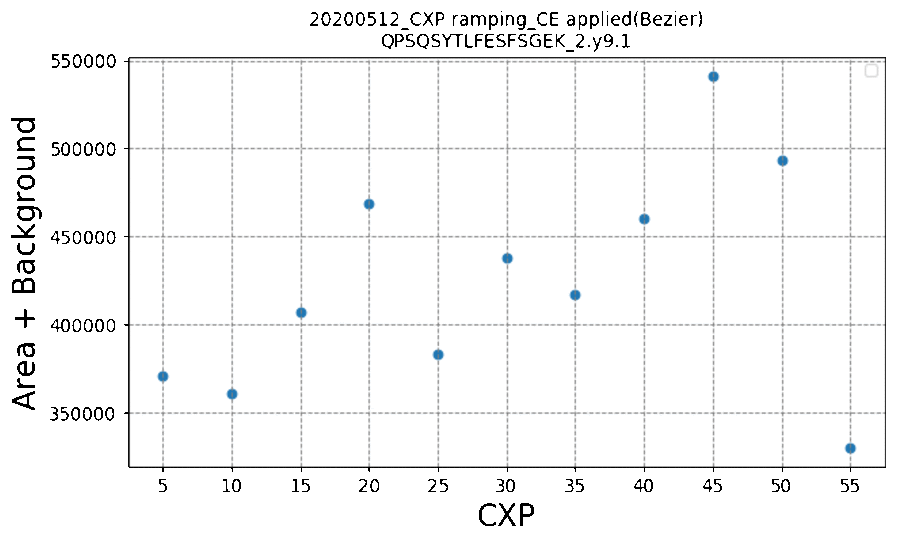 20200512_CXP ramping_CE applied(Bezier)
QPSQSYTLFESFSGEK_2.y9.1
550000
500000
450000
400000
350000
Area + Background
5 10 15 20 25 30 35 40 45 50 55
CXP